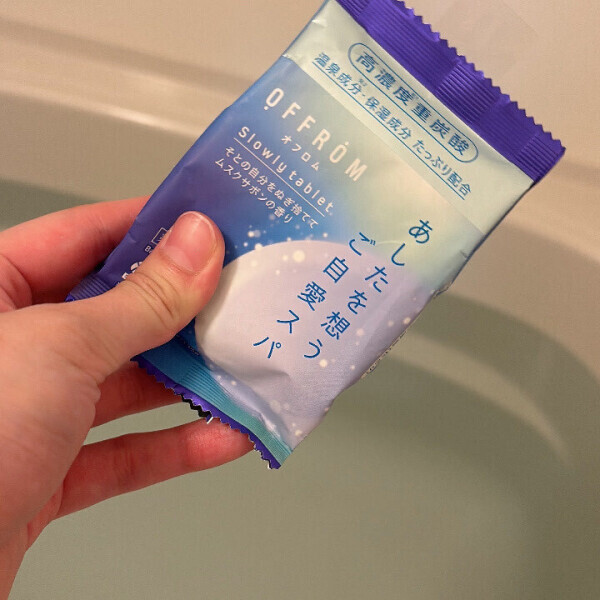 高濃度重炭酸
温泉成分・保湿成分※ たっぷり配合
OFFRÓM
オフロム
Slowly tablet.
そとの自分をぬぎ捨てて
ムスクサボンの香り
あしたを想う
ご自愛スパ